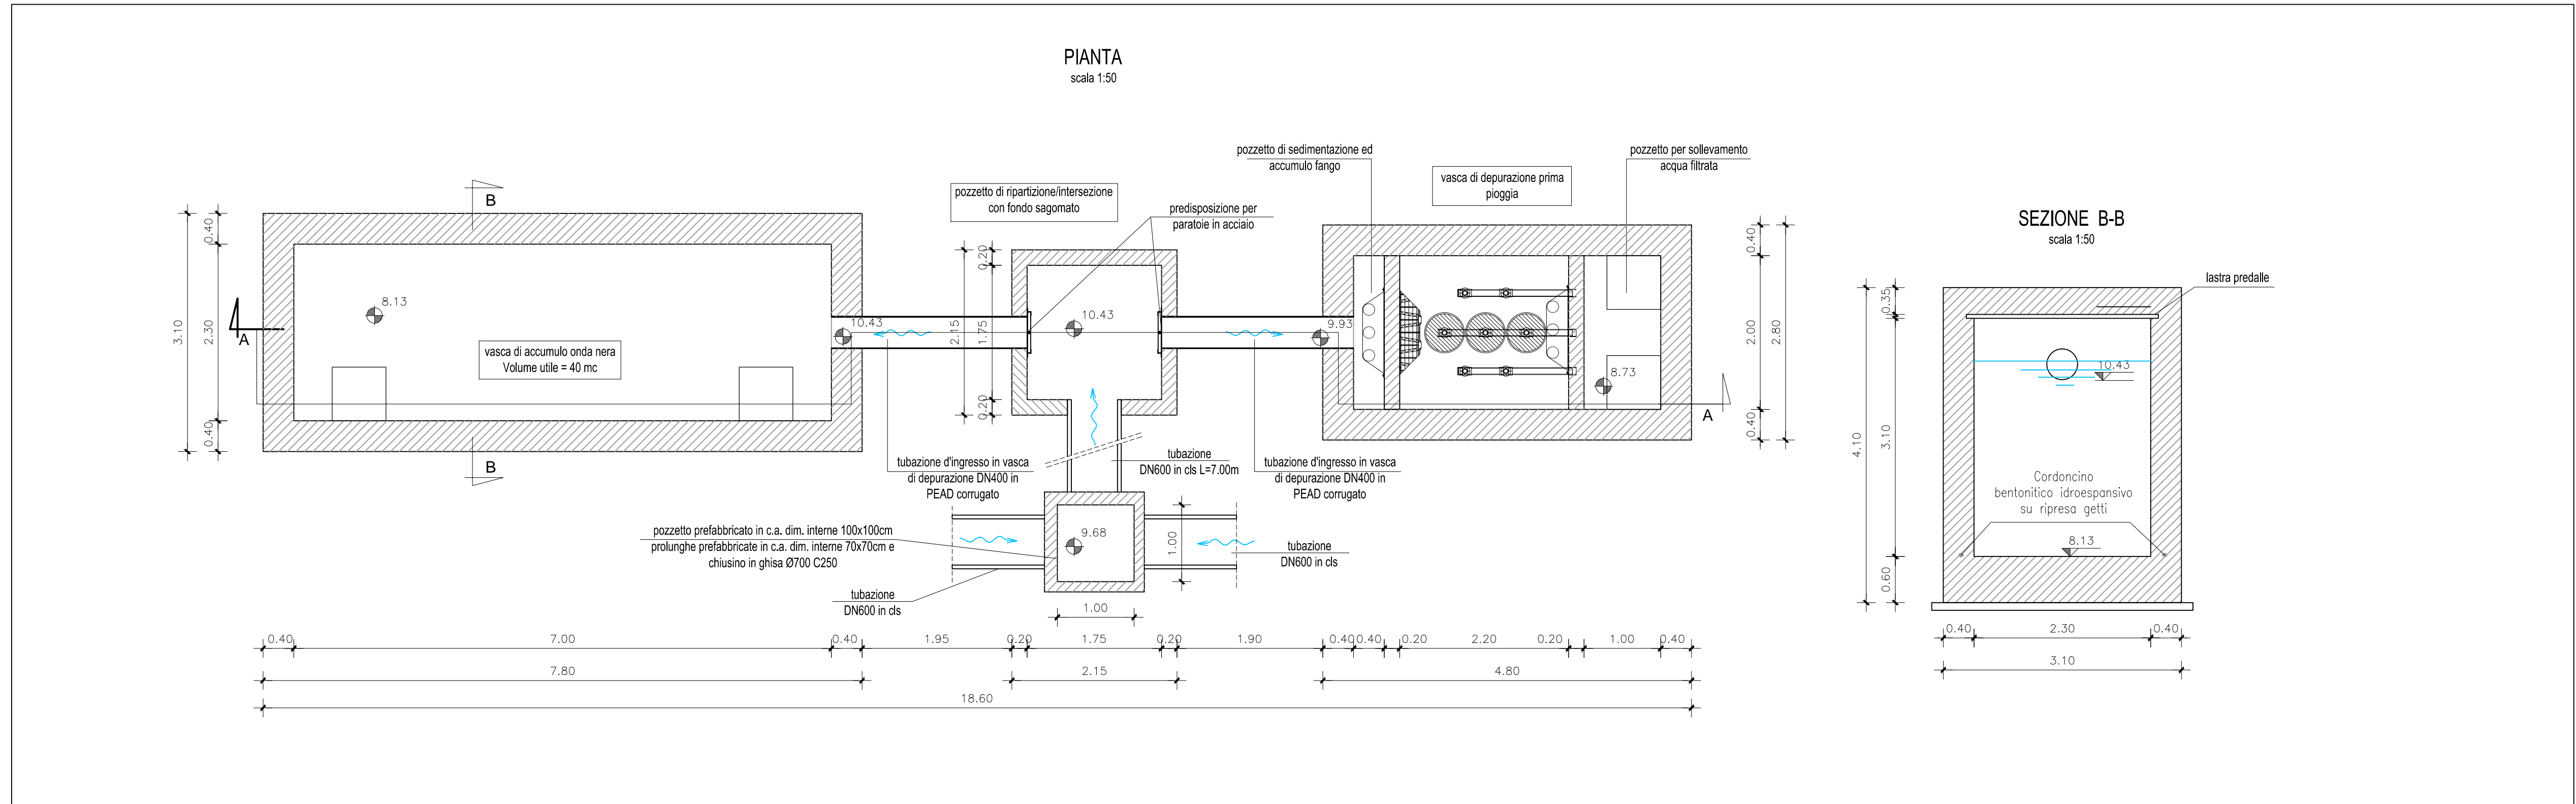 PIANTA
scala 1:50
pozzetto di sedimentazione ed
accumulo fango
vasca di depurazione prima
pioggia
pozzetto per sollevamento
acqua filtrata
pozzetto di ripartizione/intersezione
con fondo sagomato
predisposizione per
paratoie in acciaio
SEZIONE B-B
scala 1:50
lastra predalle
B
B
A
A
3.10
0.40
2.30
0.40
8.13
vasca di accumulo onda nera
Volume utile = 40 mc
10.43
2.15
0.20
1.75
0.20
10.43
9.93
8.73
0.40
2.00
0.40
2.80
tubazione d'ingresso in vasca
di depurazione DN400 in
PEAD corrugato
tubazione
DN600 in cls L=7.00m
tubazione d'ingresso in vasca
di depurazione DN400 in
PEAD corrugato
pozzetto prefabbricato in c.a. dim. interne 100x100cm
prolunghe prefabbricate in c.a. dim. interne 70x70cm e
chiusino in ghisa Ø700 C250
9.68
1.00
tubazione
DN600 in cls
tubazione
DN600 in cls
1.00
0.40 7.00 0.40 1.95 0.20 1.75 0.20 1.90 0.40 0.40 0.20 2.20 0.20 1.00 0.40
7.80 2.15 4.80
18.60
4.10
0.35
3.10
0.60
10.43
Cordoncino
bentonitico idroespansivo
su ripresa getti
8.13
0.40 2.30 0.40
3.10